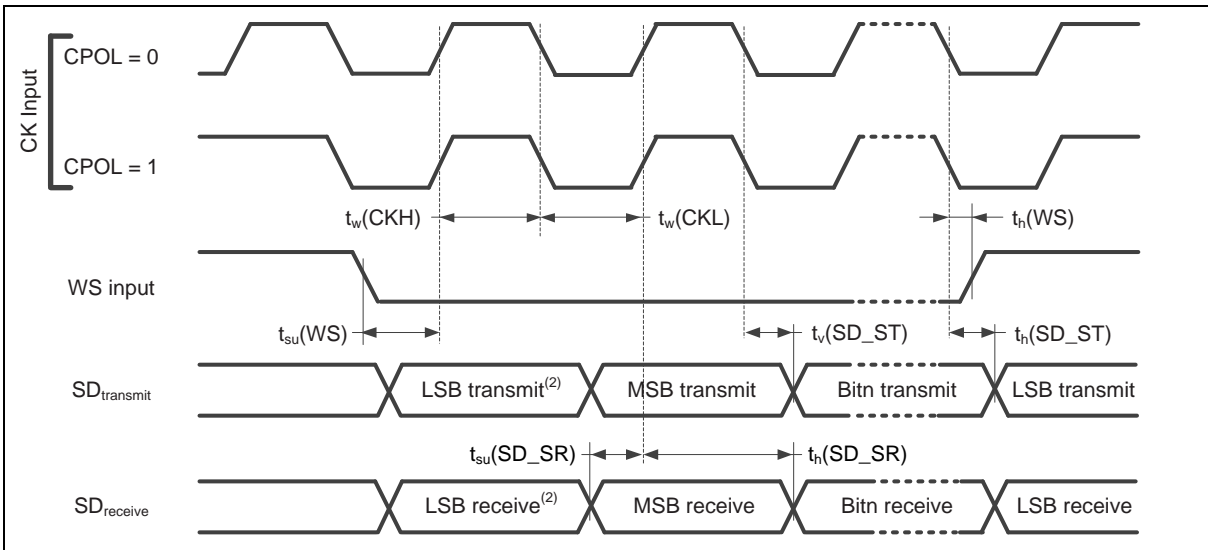 CK Input
CPOL = 0
CPOL = 1
tw(CKH)
tw(CKL)
th(WS)
WS input
tsu(WS)
tv(SD_ST)
th(SD_ST)
SDtransmit
LSB transmit(2)
MSB transmit
Bitn transmit
LSB transmit
tsu(SD_SR)
th(SD_SR)
SDreceive
LSB receive(2)
MSB receive
Bitn receive
LSB receive